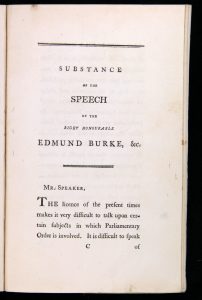 SUBSTANCE
OF THE
SPEECH
OF THE
RIGHT HONOURABLE
EDMUND BURKE, &c.
MR. SPEAKER,
THE licence of the present times
makes it very difficult to talk upon cer-
tain subjects in which Parliamentary
Order is involved. It is difficult to speak
C of